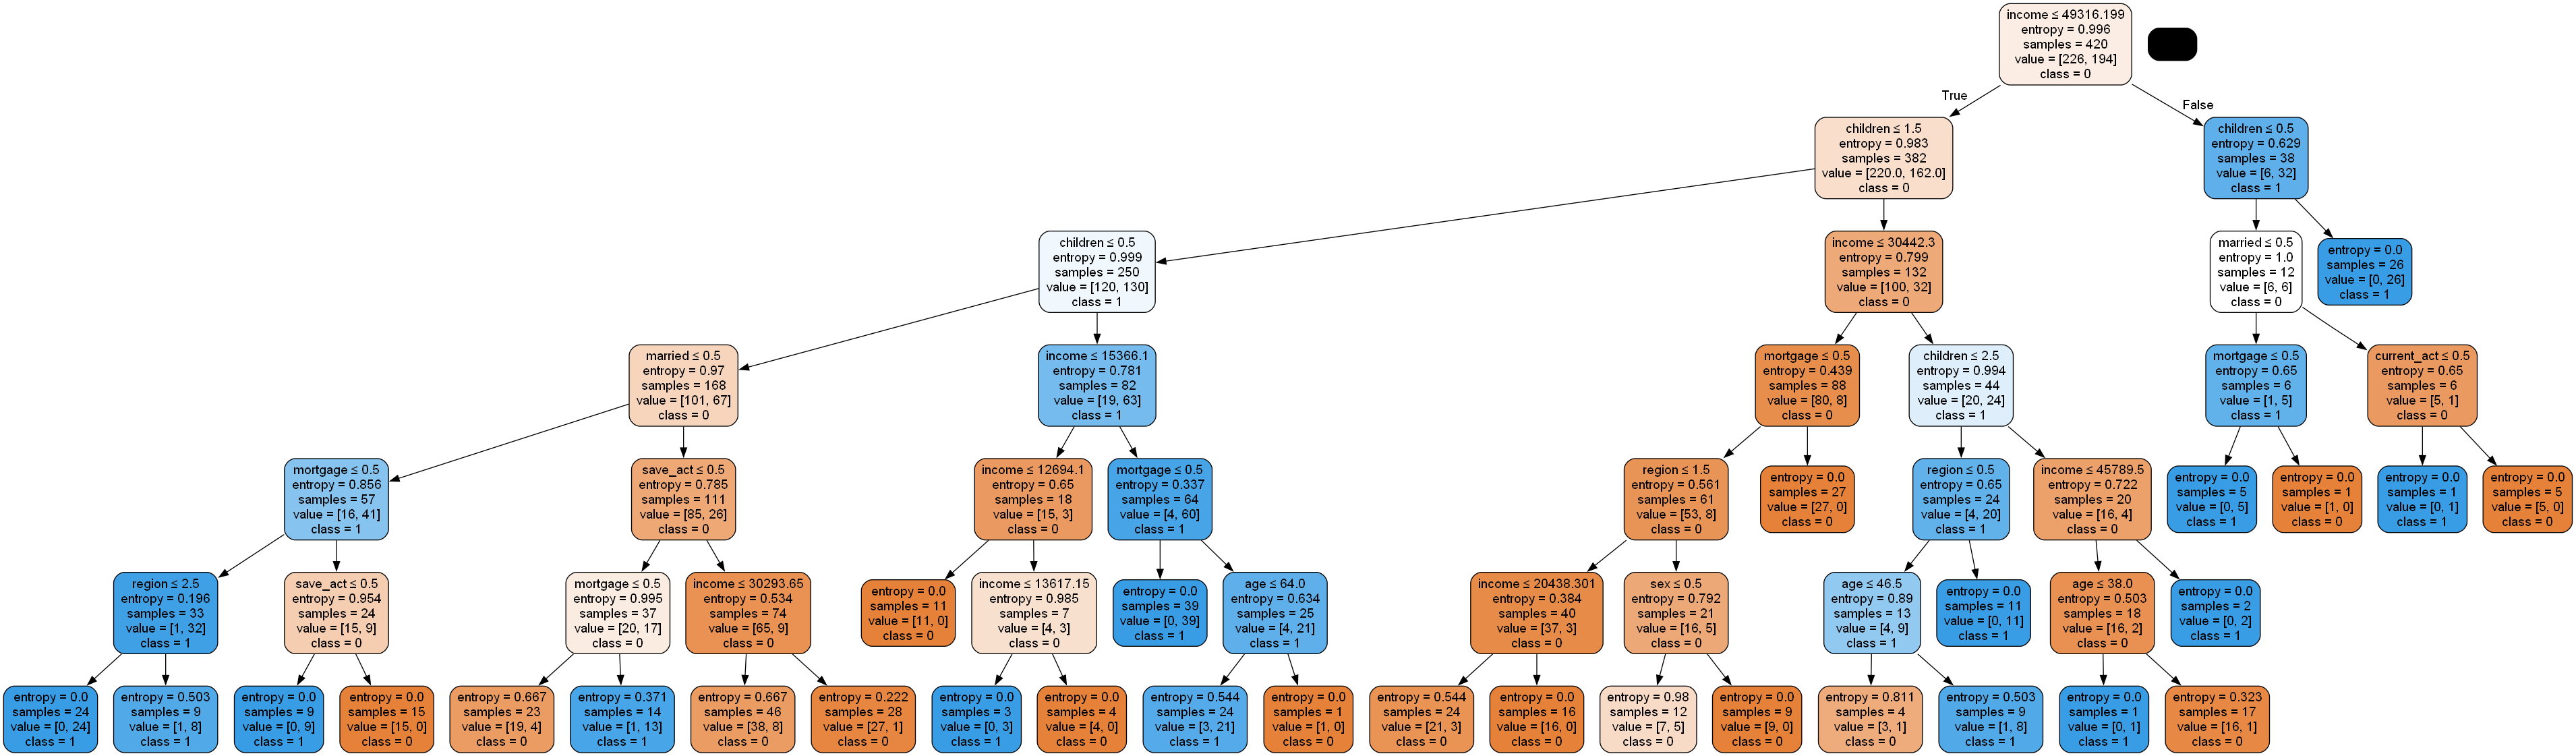 income ≤ 49316.199
entropy = 0.996
samples = 420
value = [226, 194]
class = 0
True
False
children ≤ 1.5
entropy = 0.983
samples = 382
value = [220.0, 162.0]
class = 0
children ≤ 0.5
entropy = 0.629
samples = 38
value = [6, 32]
class = 1
children ≤ 0.5
entropy = 0.999
samples = 250
value = [120, 130]
class = 1
income ≤ 30442.3
entropy = 0.799
samples = 132
value = [100, 32]
class = 0
married ≤ 0.5
entropy = 1.0
samples = 12
value = [6, 6]
class = 0
entropy = 0.0
samples = 26
value = [0, 26]
class = 1
married ≤ 0.5
entropy = 0.97
samples = 168
value = [101, 67]
class = 0
income ≤ 15366.1
entropy = 0.781
samples = 82
value = [19, 63]
class = 1
mortgage ≤ 0.5
entropy = 0.439
samples = 88
value = [80, 8]
class = 0
children ≤ 2.5
entropy = 0.994
samples = 44
value = [20, 24]
class = 1
mortgage ≤ 0.5
entropy = 0.65
samples = 6
value = [1, 5]
class = 1
current_act ≤ 0.5
entropy = 0.65
samples = 6
value = [5, 1]
class = 0
mortgage ≤ 0.5
entropy = 0.856
samples = 57
value = [16, 41]
class = 1
save_act ≤ 0.5
entropy = 0.785
samples = 111
value = [85, 26]
class = 0
income ≤ 12694.1
entropy = 0.65
samples = 18
value = [15, 3]
class = 0
mortgage ≤ 0.5
entropy = 0.337
samples = 64
value = [4, 60]
class = 1
region ≤ 1.5
entropy = 0.561
samples = 61
value = [53, 8]
class = 0
entropy = 0.0
samples = 27
value = [27, 0]
class = 0
region ≤ 0.5
entropy = 0.65
samples = 24
value = [4, 20]
class = 1
income ≤ 45789.5
entropy = 0.722
samples = 20
value = [16, 4]
class = 0
entropy = 0.0
samples = 5
value = [0, 5]
class = 1
entropy = 0.0
samples = 1
value = [1, 0]
class = 0
entropy = 0.0
samples = 1
value = [0, 1]
class = 1
entropy = 0.0
samples = 5
value = [5, 0]
class = 0
region ≤ 2.5
entropy = 0.196
samples = 33
value = [1, 32]
class = 1
save_act ≤ 0.5
entropy = 0.954
samples = 24
value = [15, 9]
class = 0
mortgage ≤ 0.5
entropy = 0.995
samples = 37
value = [20, 17]
class = 0
income ≤ 30293.65
entropy = 0.534
samples = 74
value = [65, 9]
class = 0
entropy = 0.0
samples = 11
value = [11, 0]
class = 0
income ≤ 13617.15
entropy = 0.985
samples = 7
value = [4, 3]
class = 0
entropy = 0.0
samples = 39
value = [0, 39]
class = 1
age ≤ 64.0
entropy = 0.634
samples = 25
value = [4, 21]
class = 1
income ≤ 20438.301
entropy = 0.384
samples = 40
value = [37, 3]
class = 0
sex ≤ 0.5
entropy = 0.792
samples = 21
value = [16, 5]
class = 0
age ≤ 46.5
entropy = 0.89
samples = 13
value = [4, 9]
class = 1
entropy = 0.0
samples = 11
value = [0, 11]
class = 1
age ≤ 38.0
entropy = 0.503
samples = 18
value = [16, 2]
class = 0
entropy = 0.0
samples = 2
value = [0, 2]
class = 1
entropy = 0.0
samples = 24
value = [0, 24]
class = 1
entropy = 0.503
samples = 9
value = [1, 8]
class = 1
entropy = 0.0
samples = 9
value = [0, 9]
class = 1
entropy = 0.0
samples = 15
value = [15, 0]
class = 0
entropy = 0.667
samples = 23
value = [19, 4]
class = 0
entropy = 0.371
samples = 14
value = [1, 13]
class = 1
entropy = 0.667
samples = 46
value = [38, 8]
class = 0
entropy = 0.222
samples = 28
value = [27, 1]
class = 0
entropy = 0.0
samples = 3
value = [0, 3]
class = 1
entropy = 0.0
samples = 4
value = [4, 0]
class = 0
entropy = 0.544
samples = 24
value = [3, 21]
class = 1
entropy = 0.0
samples = 1
value = [1, 0]
class = 0
entropy = 0.544
samples = 24
value = [21, 3]
class = 0
entropy = 0.0
samples = 16
value = [16, 0]
class = 0
entropy = 0.98
samples = 12
value = [7, 5]
class = 0
entropy = 0.0
samples = 9
value = [9, 0]
class = 0
entropy = 0.811
samples = 4
value = [3, 1]
class = 0
entropy = 0.503
samples = 9
value = [1, 8]
class = 1
entropy = 0.0
samples = 1
value = [0, 1]
class = 1
entropy = 0.323
samples = 17
value = [16, 1]
class = 0